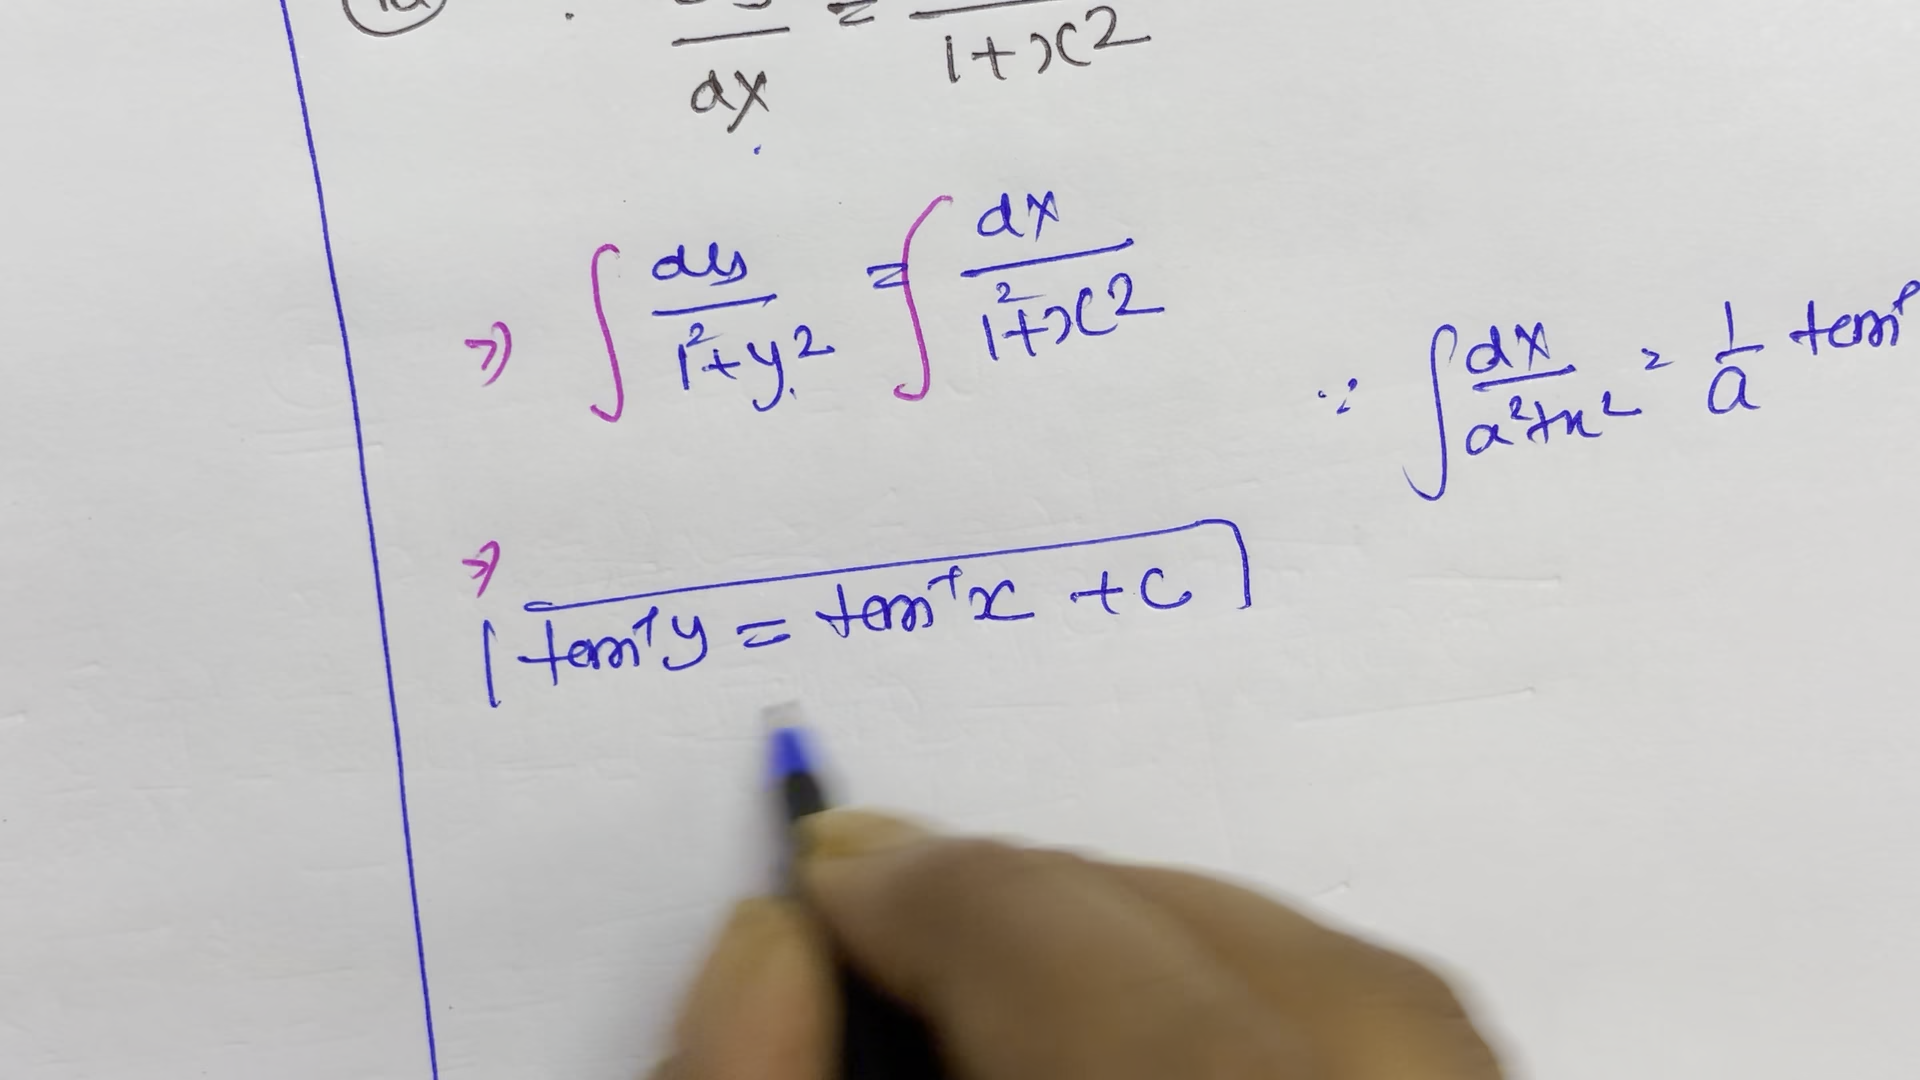 dy/dx = /1+x2
⇒ ∫ dy/1²+y² = ∫ dx/1²+x2
∵ ∫ dx/a²+x² = 1/a tan⁻¹
⇒ tan⁻¹y = tan⁻¹x + c